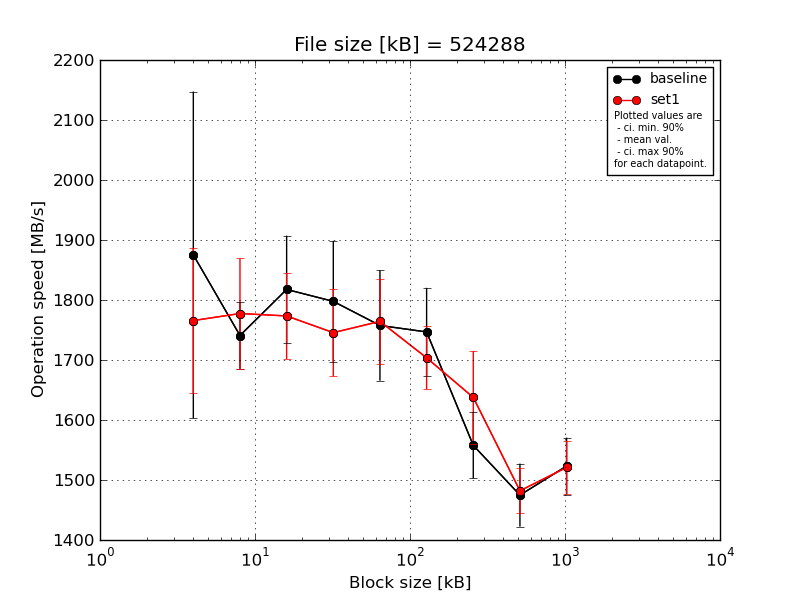 File size [kB] = 524288
2200
2100
2000
1900
1800
1700
1600
1500
1400
Operation speed [MB/s]
baseline
set1
Plotted values are
- ci. min. 90%
- mean val.
- ci. max 90%
for each datapoint.
10^0 10^1 10^2 10^3 10^4
Block size [kB]